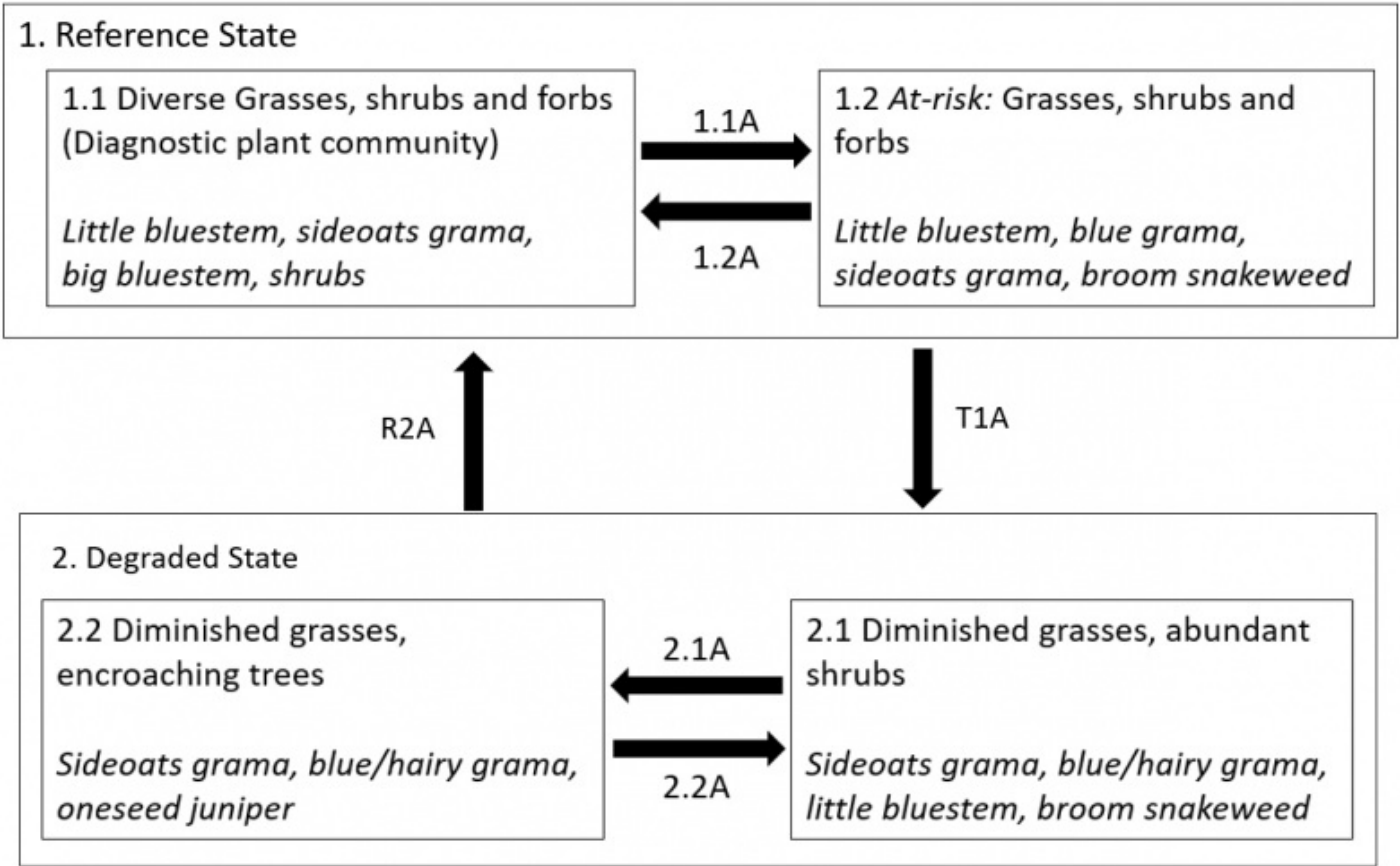 1. Reference State
1.1 Diverse Grasses, shrubs and forbs
(Diagnostic plant community)
Little bluestem, sideoats grama,
big bluestem, shrubs
1.1A
1.2A
1.2 At-risk: Grasses, shrubs and
forbs
Little bluestem, blue grama,
sideoats grama, broom snakeweed
R2A
T1A
2. Degraded State
2.2 Diminished grasses,
encroaching trees
Sideoats grama, blue/hairy grama,
oneseed juniper
2.1A
2.2A
2.1 Diminished grasses, abundant
shrubs
Sideoats grama, blue/hairy grama,
little bluestem, broom snakeweed